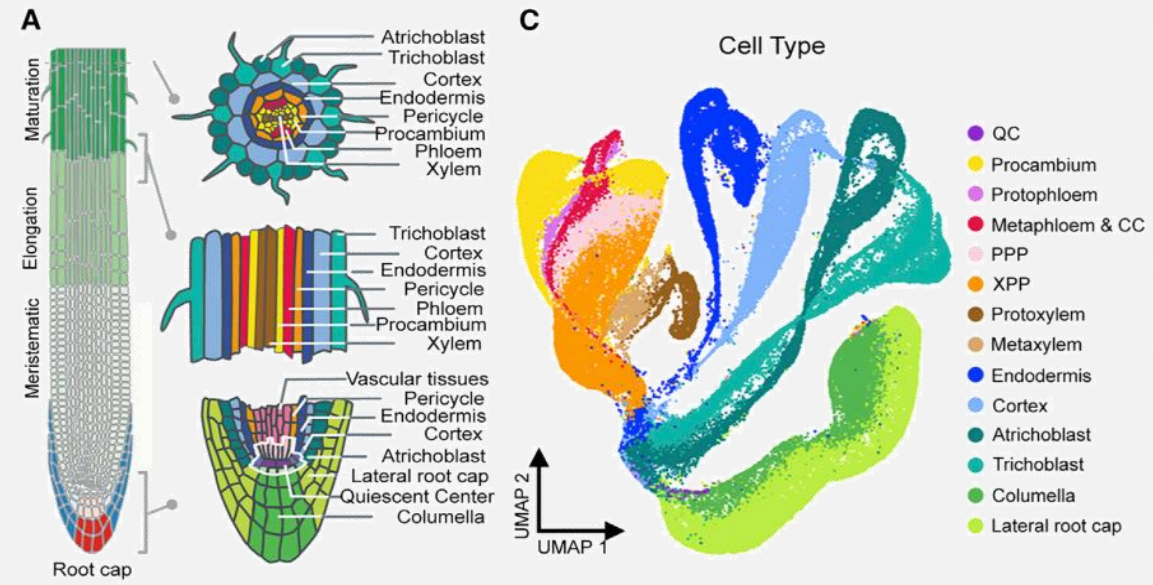 A
Maturation
Elongation
Meristematic
Root cap
Atrichoblast
Trichoblast
Cortex
Endodermis
Pericycle
Procambium
Phloem
Xylem
Trichoblast
Cortex
Endodermis
Pericycle
Phloem
Procambium
Xylem
Vascular tissues
Pericycle
Endodermis
Cortex
Atrichoblast
Lateral root cap
Quiescent Center
Columella
C
Cell Type
UMAP 2
UMAP 1
QC
Procambium
Protophloem
Metaphloem & CC
PPP
XPP
Protoxylem
Metaxylem
Endodermis
Cortex
Atrichoblast
Trichoblast
Columella
Lateral root cap